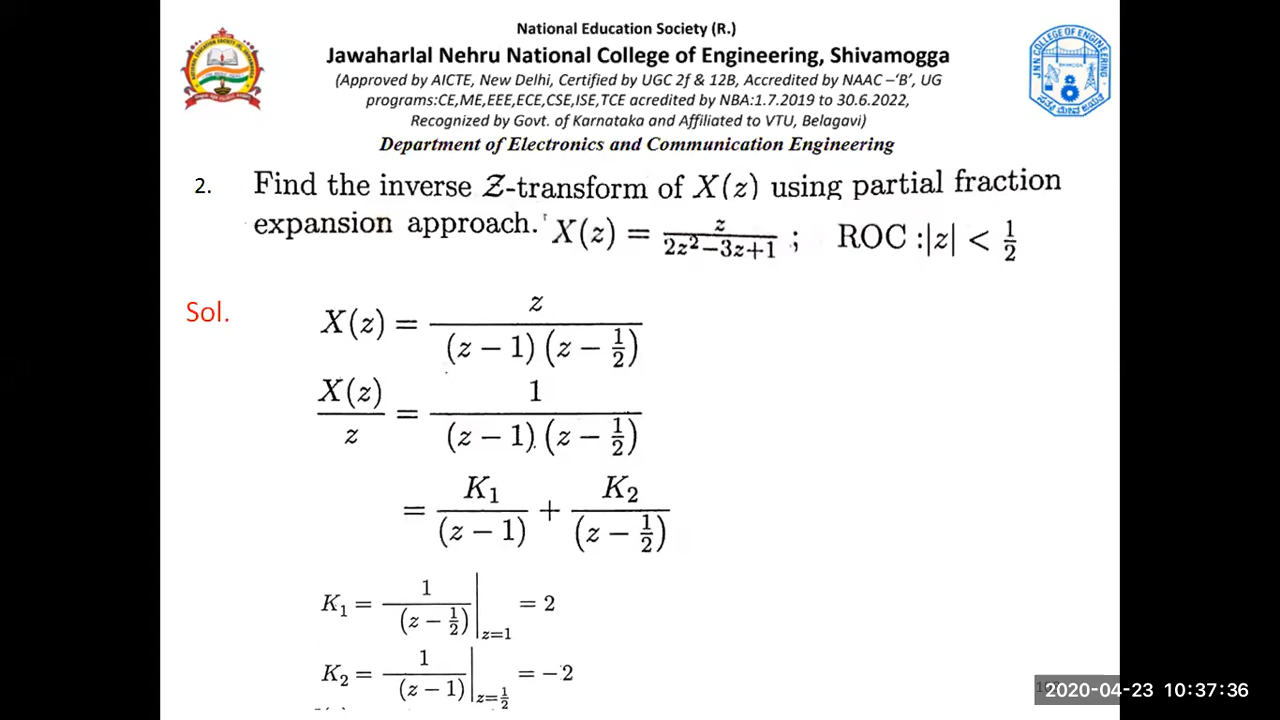 National Education Society (R.)
Jawaharlal Nehru National College of Engineering, Shivamogga
(Approved by AICTE, New Delhi, Certified by UGC 2f & 12B, Accredited by NAAC –‘B’, UG
programs:CE,ME,EEE,ECE,CSE,ISE,TCE acredited by NBA:1.7.2019 to 30.6.2022,
Recognized by Govt. of Karnataka and Affiliated to VTU, Belagavi)
Department of Electronics and Communication Engineering
2. Find the inverse Z-transform of X(z) using partial fraction
expansion approach. X(z) = z/(2z²−3z+1) ; ROC :|z| < 1/2
Sol. X(z) = z/((z − 1)(z − 1/2))
X(z)/z = 1/((z − 1)(z − 1/2))
= K₁/(z − 1) + K₂/(z − 1/2)
K₁ = 1/(z − 1/2)|z=1 = 2
K₂ = 1/(z − 1)|z=1/2 = −2
2020-04-23 10:37:36